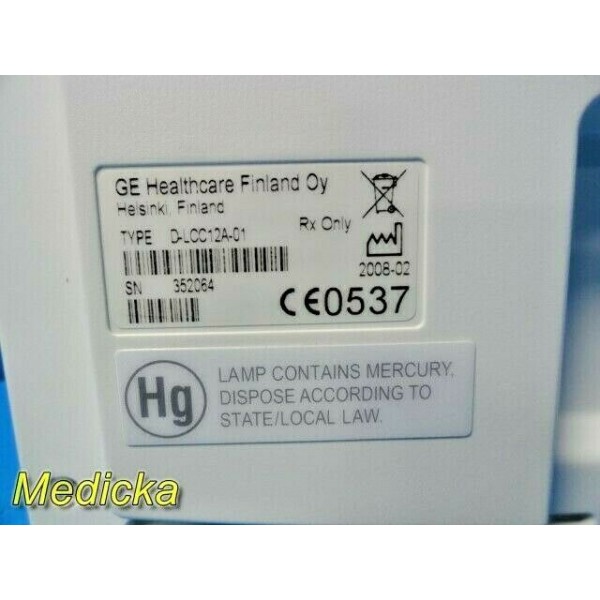 GE Healthcare Finland Oy
Helsinki, Finland
Rx Only
TYPE D-LCC12A-01
2008-02
SN 352064
CE0537
Hg
LAMP CONTAINS MERCURY.
DISPOSE ACCORDING TO
STATE/LOCAL LAW.
Medicka